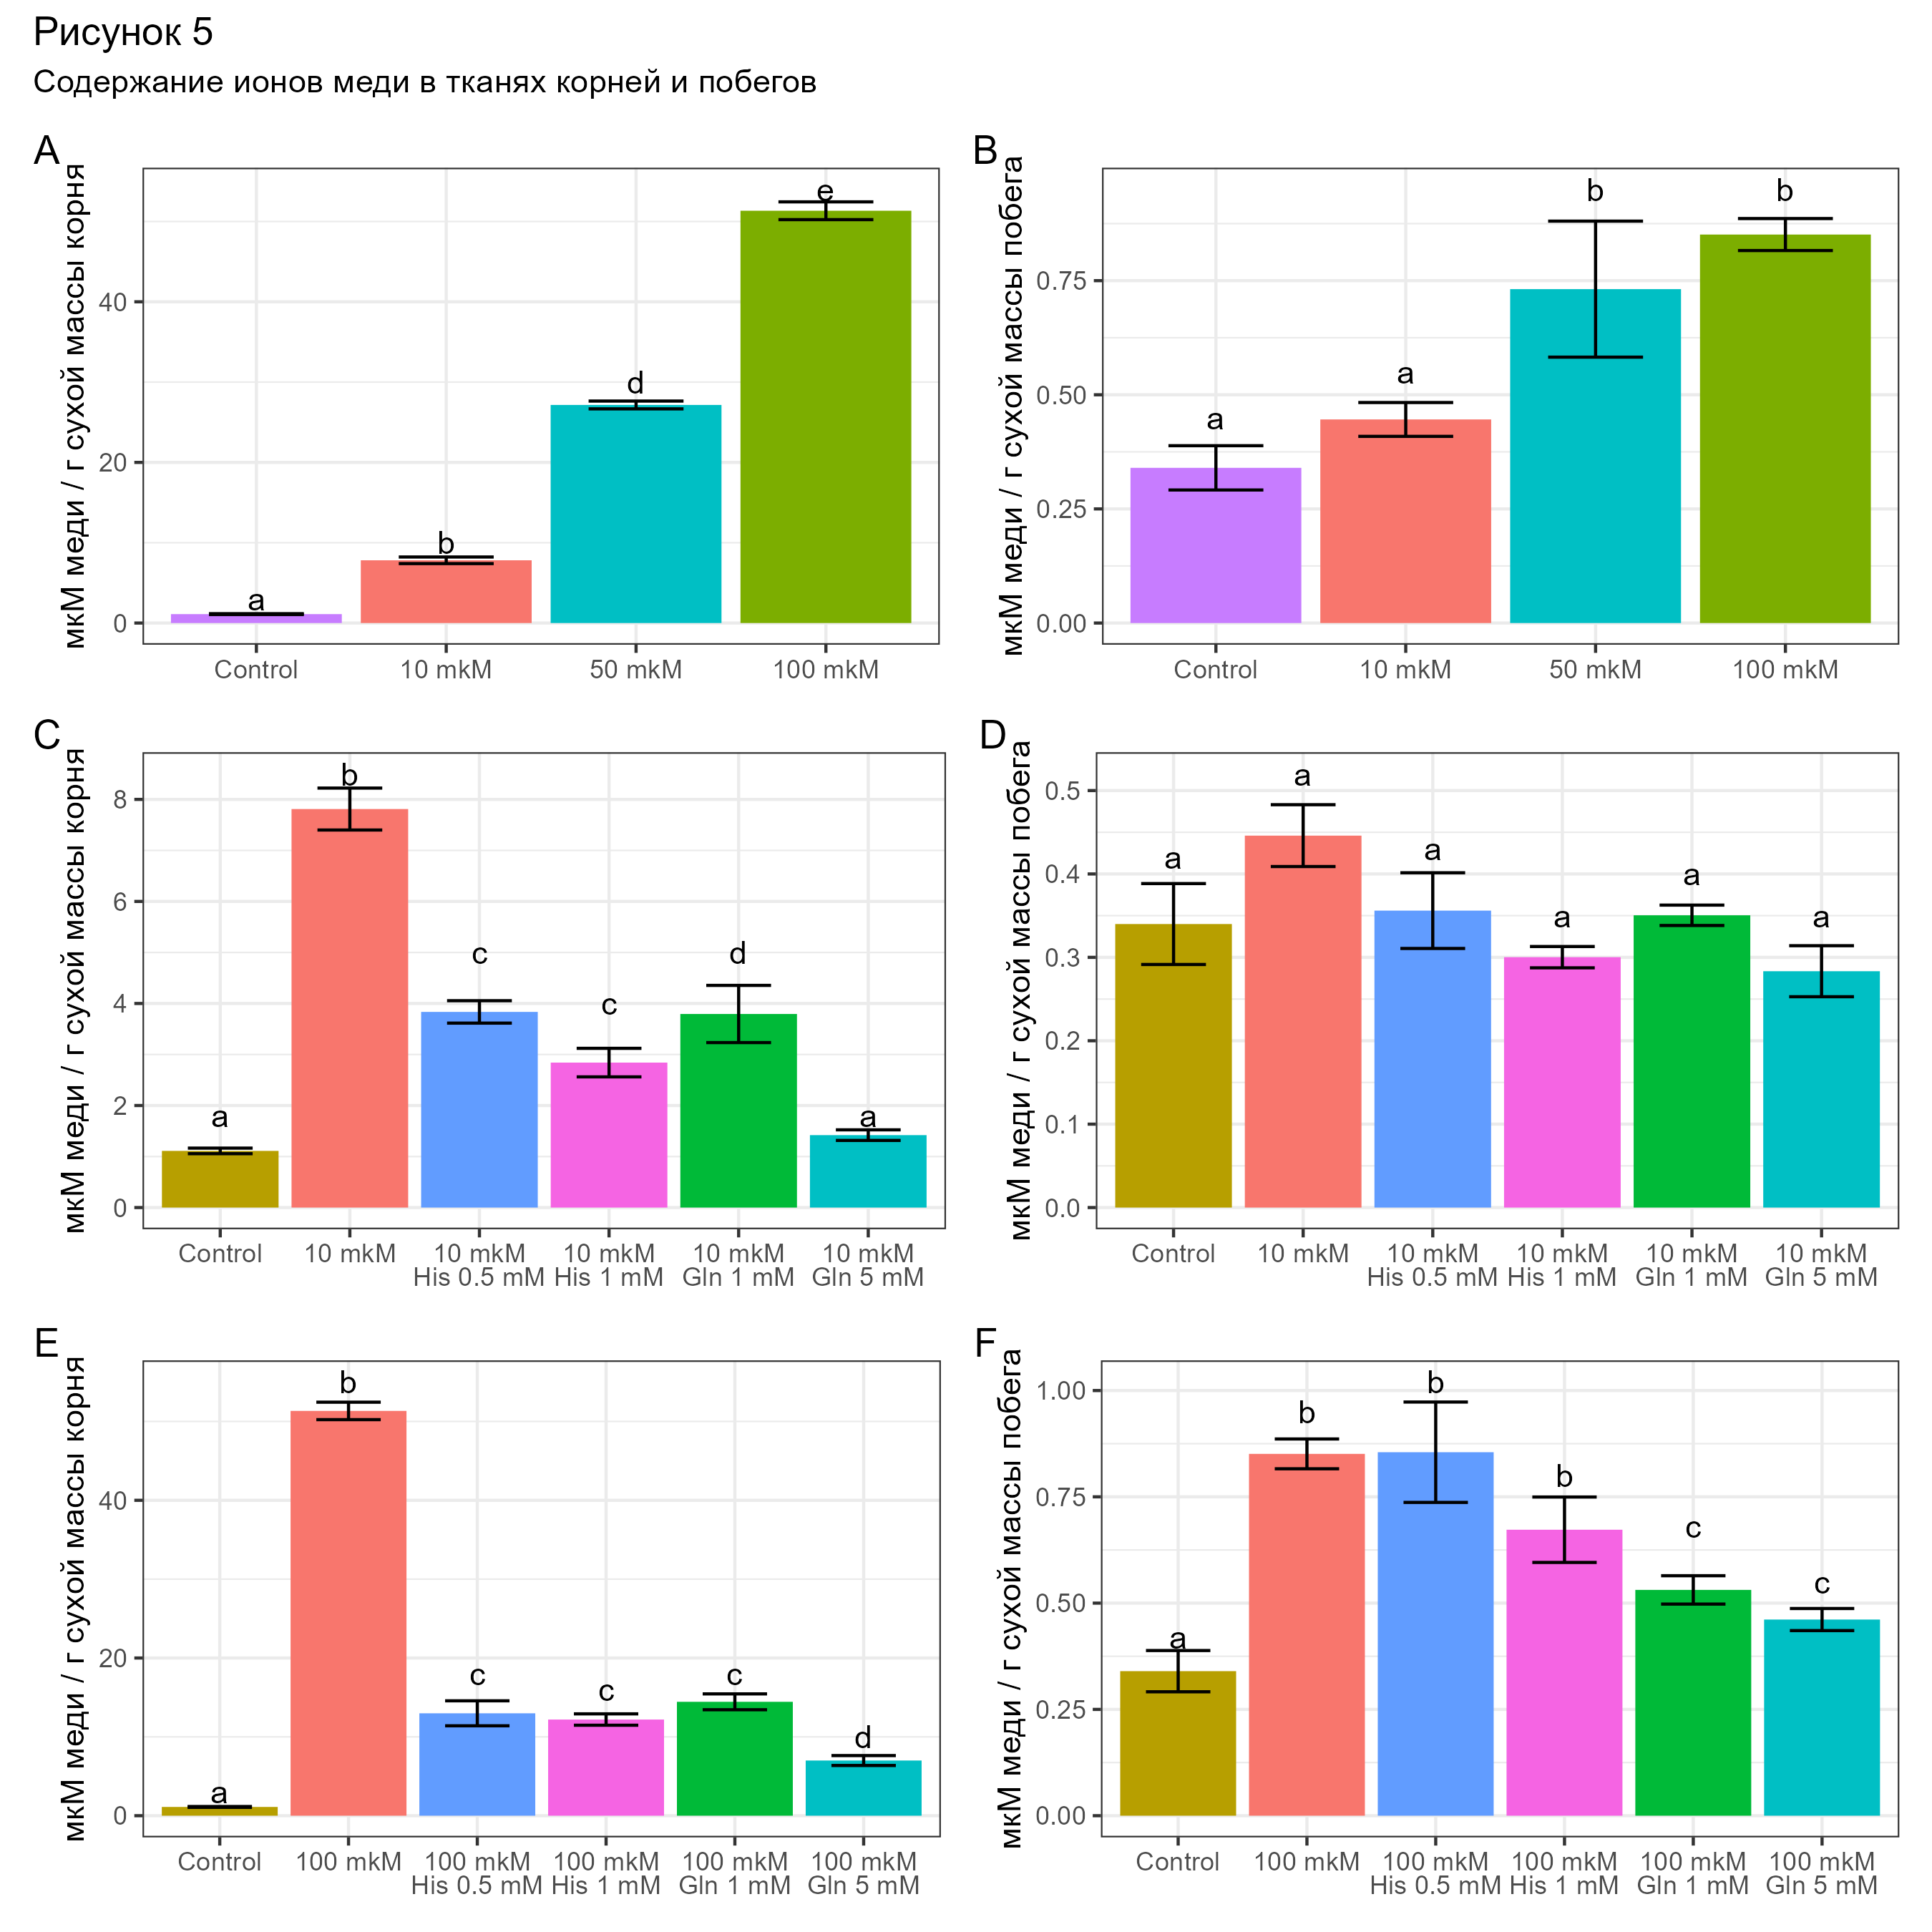 Рисунок 5
Содержание ионов меди в тканях корней и побегов
A
мкМ меди / г сухой массы корня
40
20
0
a
b
d
e
Control
10 mkM
50 mkM
100 mkM
B
мкМ меди / г сухой массы побега
0.75
0.50
0.25
0.00
a
a
b
b
Control
10 mkM
50 mkM
100 mkM
C
мкМ меди / г сухой массы корня
8
6
4
2
0
a
b
c
c
d
a
Control
10 mkM
10 mkM
His 0.5 mM
10 mkM
His 1 mM
10 mkM
Gln 1 mM
10 mkM
Gln 5 mM
D
мкМ меди / г сухой массы побега
0.5
0.4
0.3
0.2
0.1
0.0
a
a
a
a
a
a
Control
10 mkM
10 mkM
His 0.5 mM
10 mkM
His 1 mM
10 mkM
Gln 1 mM
10 mkM
Gln 5 mM
E
мкМ меди / г сухой массы корня
40
20
0
a
b
c
c
c
d
Control
100 mkM
100 mkM
His 0.5 mM
100 mkM
His 1 mM
100 mkM
Gln 1 mM
100 mkM
Gln 5 mM
F
мкМ меди / г сухой массы побега
1.00
0.75
0.50
0.25
0.00
a
b
b
b
c
c
Control
100 mkM
100 mkM
His 0.5 mM
100 mkM
His 1 mM
100 mkM
Gln 1 mM
100 mkM
Gln 5 mM